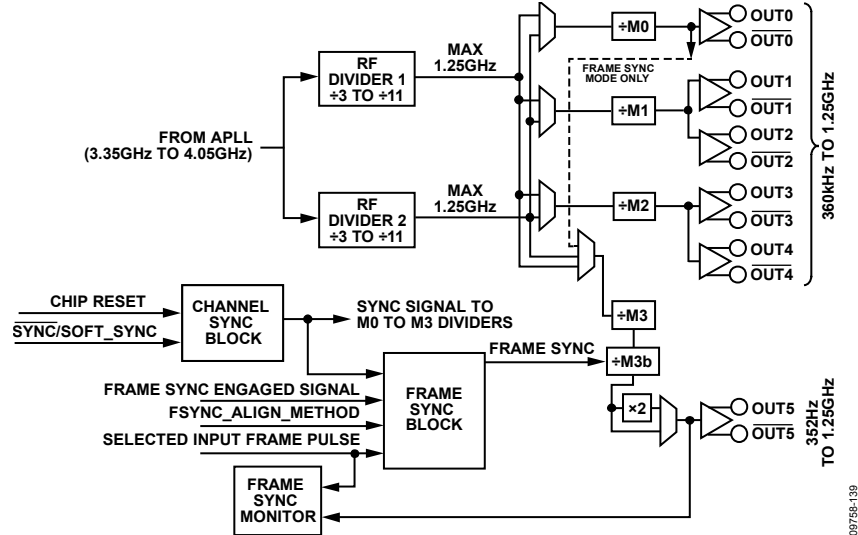 MAX
1.25GHz
RF
DIVIDER 1
÷3 TO ÷11
FROM APLL
(3.35GHz TO 4.05GHz)
MAX
1.25GHz
RF
DIVIDER 2
÷3 TO ÷11
÷M0
OUT0
OUT0
FRAME SYNC
MODE ONLY
÷M1
OUT1
OUT1
OUT2
OUT2
÷M2
OUT3
OUT3
OUT4
OUT4
360kHz TO 1.25GHz
CHIP RESET
SYNC/SOFT_SYNC
CHANNEL
SYNC
BLOCK
SYNC SIGNAL TO
M0 TO M3 DIVIDERS
÷M3
FRAME SYNC
÷M3b
FRAME SYNC ENGAGED SIGNAL
FSYNC_ALIGN_METHOD
SELECTED INPUT FRAME PULSE
FRAME
SYNC
BLOCK
×2
OUT5
OUT5
352Hz
TO 1.25GHz
FRAME
SYNC
MONITOR
09758-139